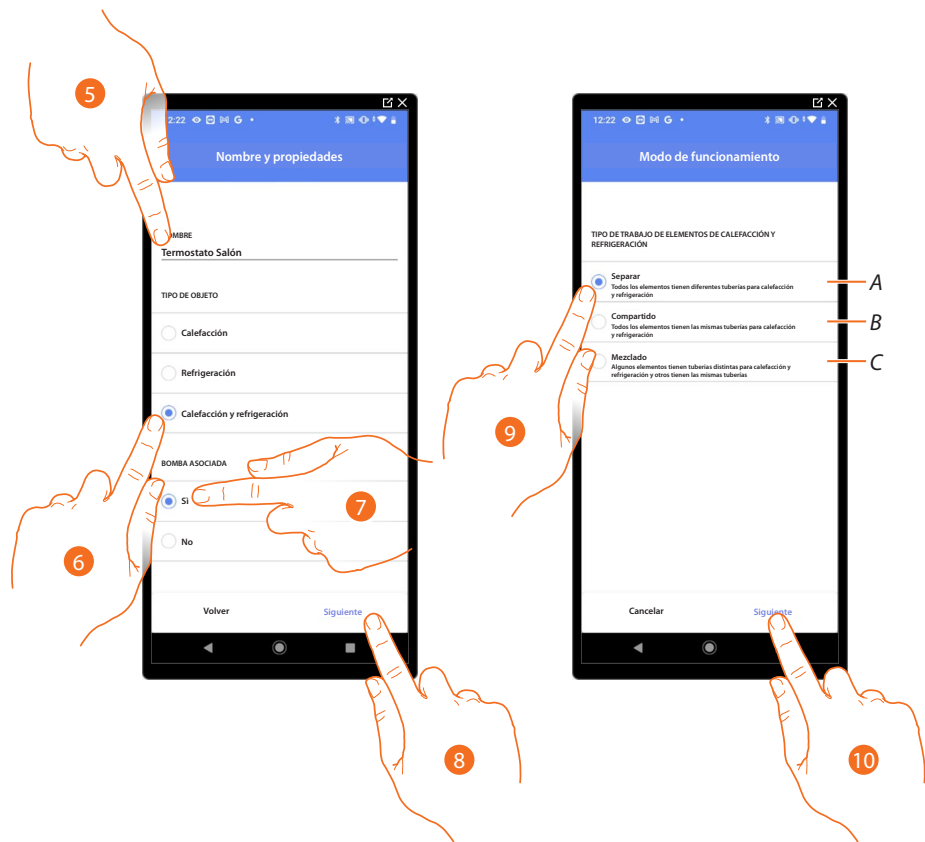 5
2:22 G
Nombre y propiedades
OMBRE
Termostato Salón
TIPO DE OBJETO
Calefacción
Refrigeración
Calefacción y refrigeración
BOMBA ASOCIADA
Sì
No
6
7
Volver Siguiente
8
12:22 G
Modo de funcionamiento
TIPO DE TRABAJO DE ELEMENTOS DE CALEFACCIÓN Y
REFRIGERACIÓN
Separar
Todos los elementos tienen diferentes tuberías para calefacción
y refrigeración
A
Compartido
Todos los elementos tienen las mismas tuberías para calefacción
y refrigeración
B
Mezclado
Algunos elementos tienen tuberías distintas para calefacción y
refrigeración y otros tienen las mismas tuberías
C
9
Cancelar Siguiente
10